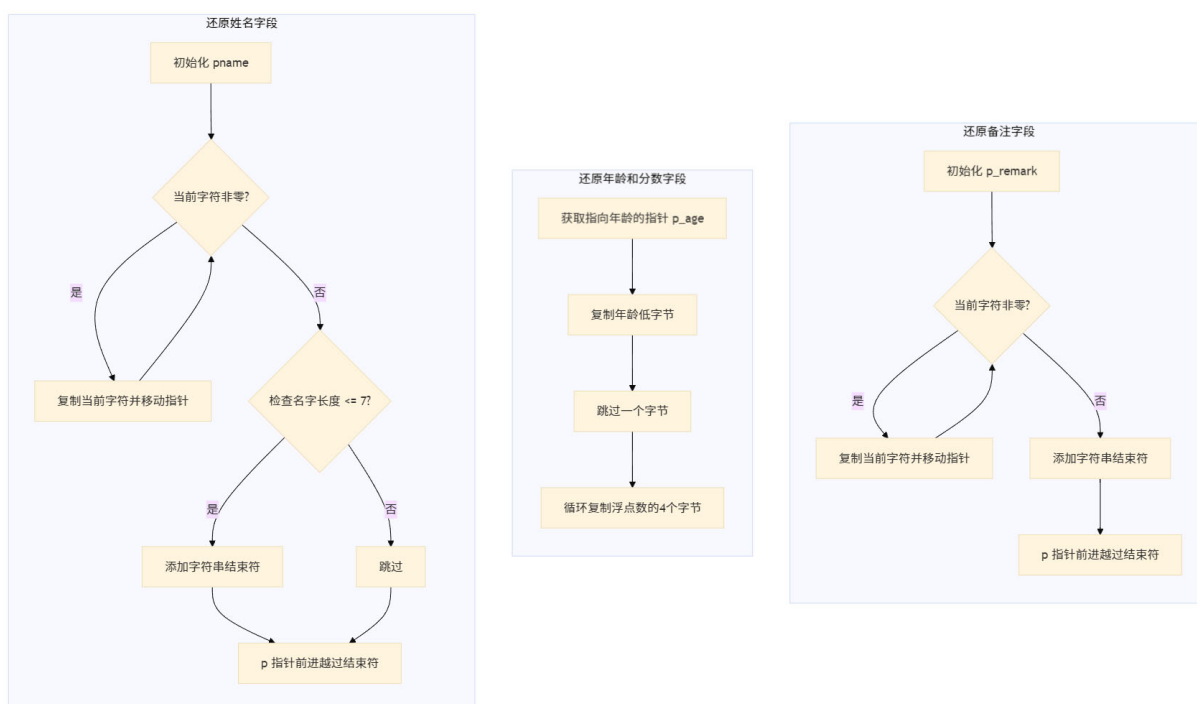 还原姓名字段
初始化 pname
当前字符非零?
是
否
复制当前字符并移动指针
检查名字长度 <= 7?
是
否
添加字符串结束符
跳过
p 指针前进越过结束符
还原年龄和分数字段
获取指向年龄的指针 p_age
复制年龄低字节
跳过一个字节
循环复制浮点数的4个字节
还原备注字段
初始化 p_remark
当前字符非零?
是
否
复制当前字符并移动指针
添加字符串结束符
p 指针前进越过结束符